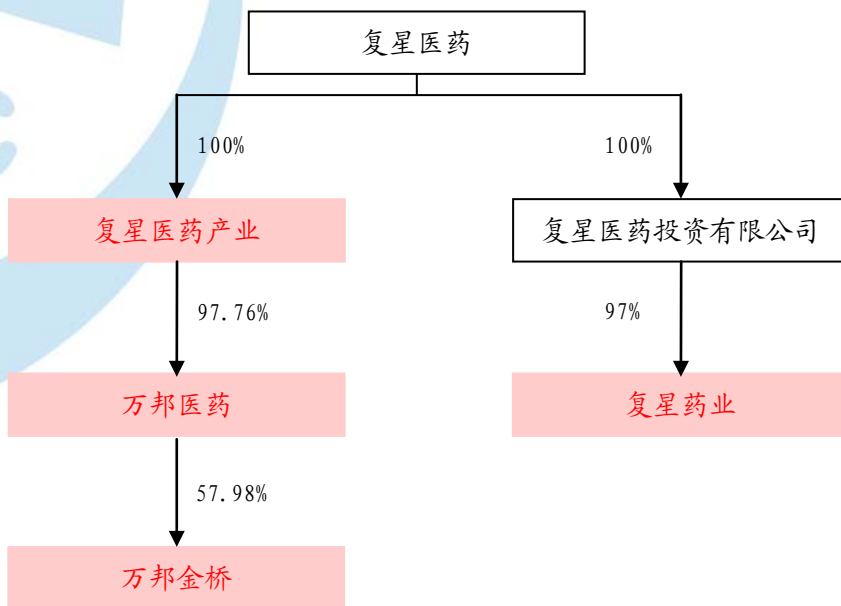 复星医药
100%
100%
复星医药产业
复星医药投资有限公司
97.76%
97%
万邦医药
复星药业
57.98%
万邦金桥